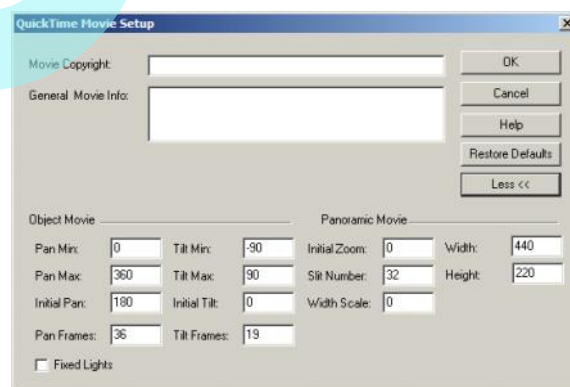 QuickTime Movie Setup
Movie Copyright:
OK
General Movie Info:
Cancel
Help
Restore Defaults
Less <<
Object Movie
Panoramic Movie
Pan Min: 0 Tilt Min: -90 Initial Zoom: 0 Width: 440
Pan Max: 360 Tilt Max: 90 Slit Number: 32 Height: 220
Initial Pan: 180 Initial Tilt: 0 Width Scale: 0
Pan Frames: 36 Tilt Frames: 19
Fixed Lights